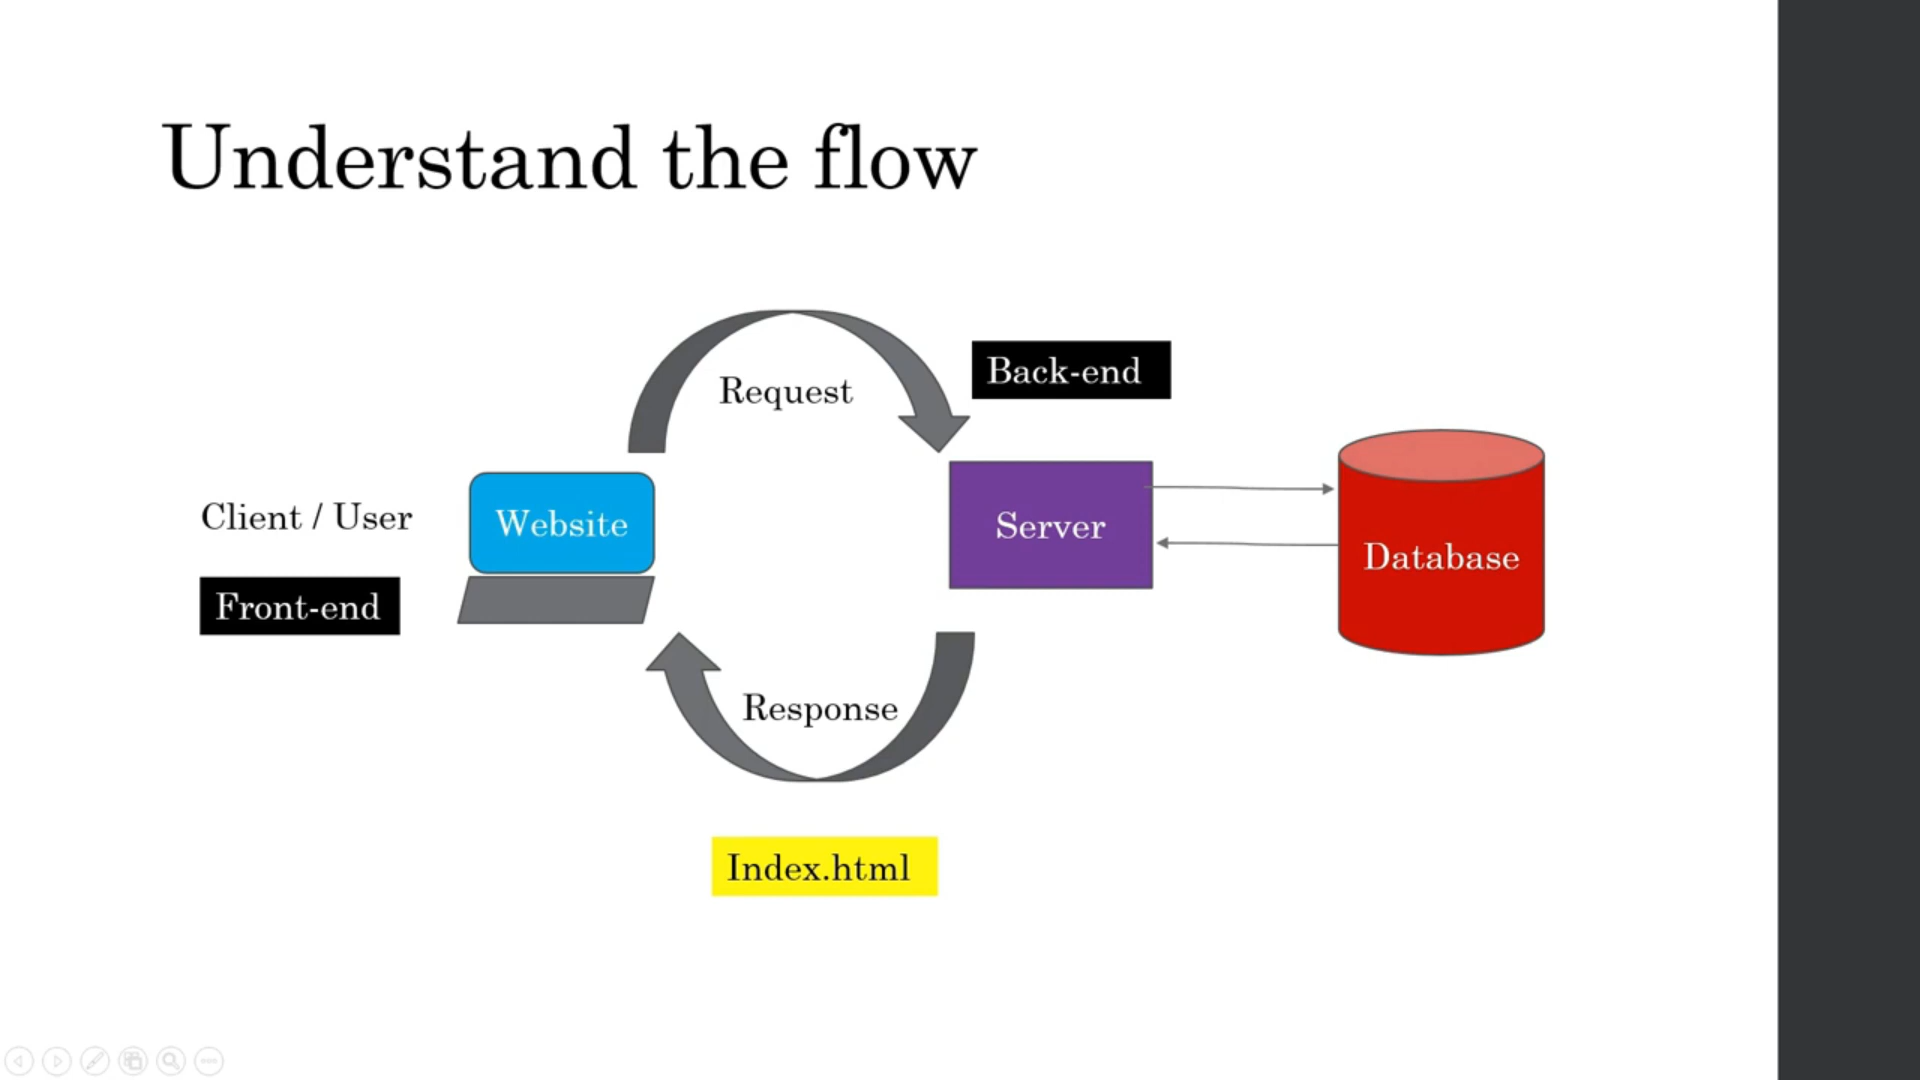 Understand the flow
Request
Back-end
Client / User
Website
Server
Database
Front-end
Response
Index.html